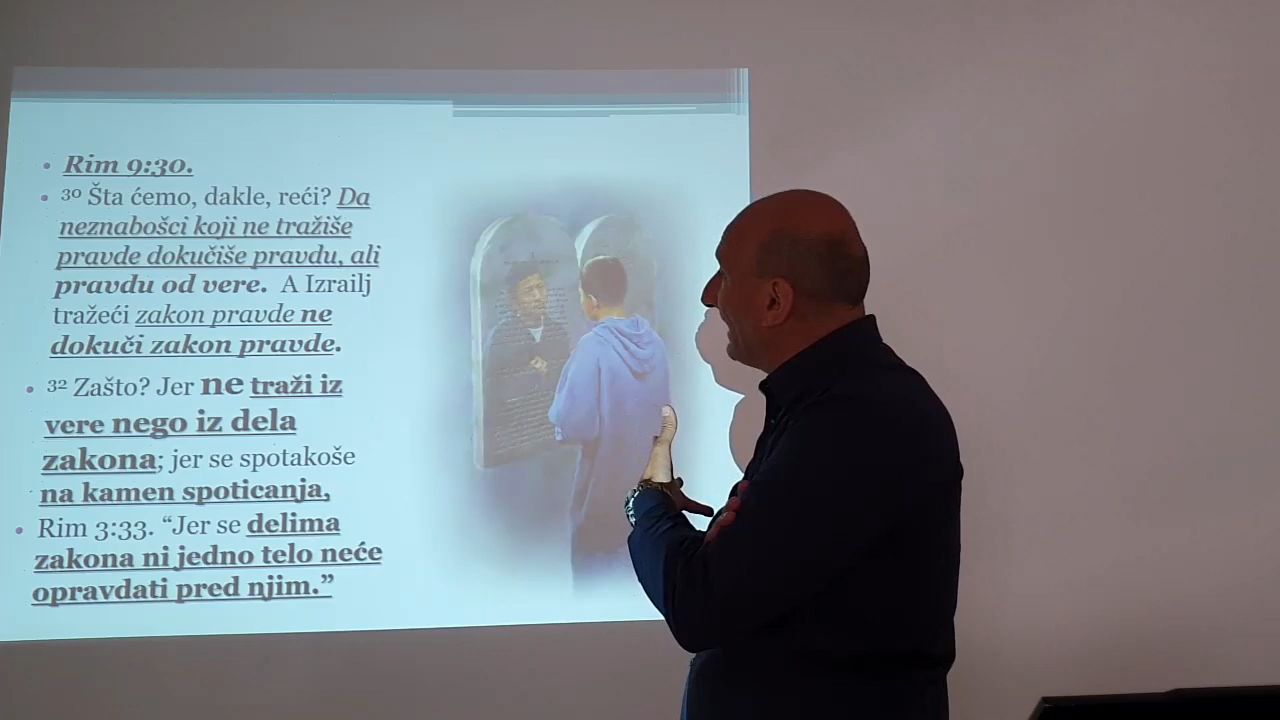 Rim 9:30.
30 Šta ćemo, dakle, reći? Da
neznabošci koji ne tražiše
pravde dokučiše pravdu, ali
pravdu od vere. A Izrailj
tražeći zakon pravde ne
dokuči zakon pravde.
32 Zašto? Jer ne traži iz
vere nego iz dela
zakona; jer se spotakoše
na kamen spoticanja,
Rim 3:33. “Jer se delima
zakona ni jedno telo neće
opravdati pred njim.”